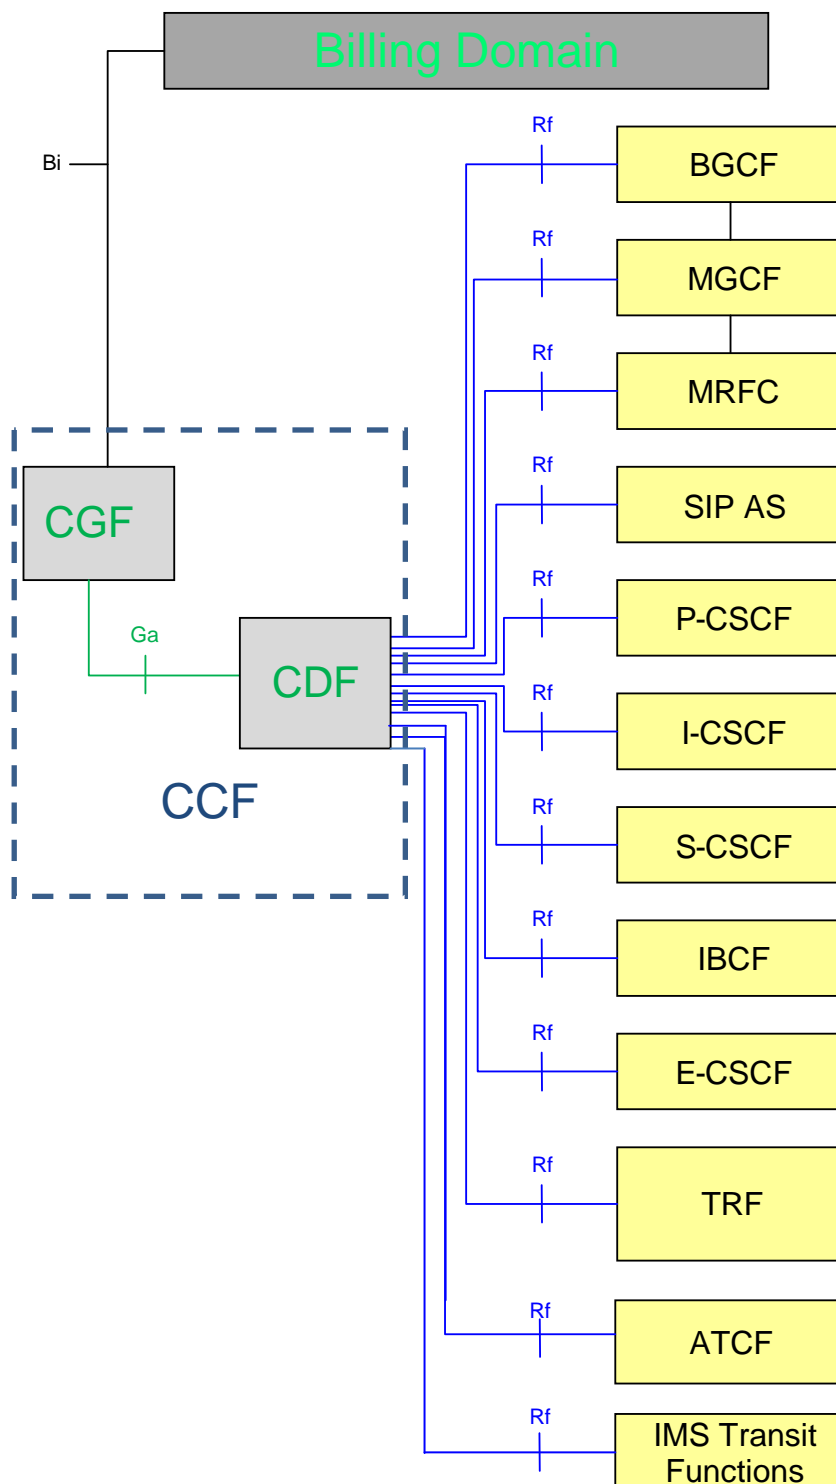 Billing Domain
Bi
Rf
BGCF
Rf
MGCF
Rf
MRFC
Rf
SIP AS
CGF
Rf
P-CSCF
Ga
CDF
Rf
I-CSCF
CCF
Rf
S-CSCF
Rf
IBCF
Rf
E-CSCF
Rf
TRF
Rf
ATCF
Rf
IMS Transit
Functions